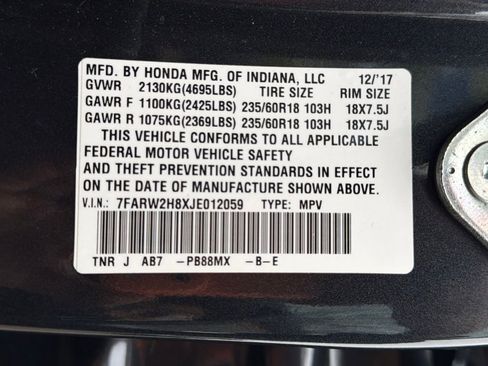 MFD. BY HONDA MFG. OF INDIANA, LLC 12/'17
GVWR 2130KG(4695LBS) TIRE SIZE RIM SIZE
GAWR F 1100KG(2425LBS) 235/60R18 103H 18X7.5J
GAWR R 1075KG(2369LBS) 235/60R18 103H 18X7.5J
THIS VEHICLE CONFORMS TO ALL APPLICABLE
FEDERAL MOTOR VEHICLE SAFETY
AND THEFT PREVENTION STANDARDS IN EFFECT
ON THE DATE OF MANUFACTURE SHOWN ABOVE.
V.I.N.: 7FARW2H8XJE012059 TYPE: MPV
TNR J AB7 -PB88MX -B-E